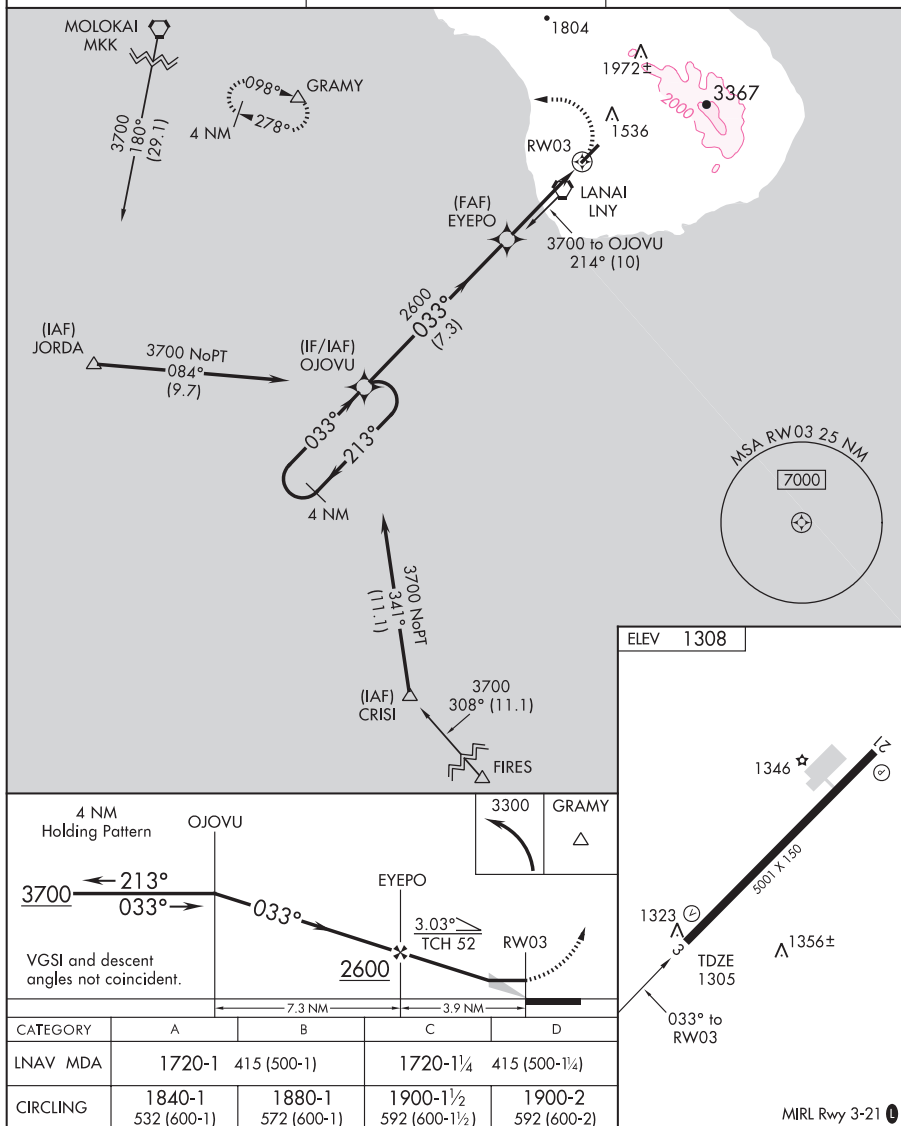 MOLOKAI
MKK
3700
180°
(29.1)
098°
GRAMY
278°
4 NM
1804
1972±
2000
3367
1536
RW03
LANAI
LNY
(FAF)
EYEPO
3700 to OJOVU
214° (10)
2600
033°
(7.3)
(IAF)
JORDA
3700 NoPT
084°
(9.7)
(IF/IAF)
OJOVU
033°
213°
4 NM
MSA RW03 25 NM
7000
3700 NoPT
341°
(11.1)
(IAF)
CRISI
3700
308° (11.1)
FIRES
ELEV 1308
1346
21
P
5001 X 150
1323
V
3
TDZE
1305
1356±
033° to
RW03
MIRL Rwy 3-21 L
4 NM
Holding Pattern
OJOVU
3300
GRAMY
3700
213°
033°
033°
EYEPO
3.03°
TCH 52
RW03
2600
VGSI and descent
angles not coincident.
7.3 NM
3.9 NM
CATEGORY A B C D
LNAV MDA 1720-1 415 (500-1) 1720-1¼ 415 (500-1¼)
CIRCLING 1840-1 1880-1 1900-1½ 1900-2
532 (600-1) 572 (600-1) 592 (600-1½) 592 (600-2)